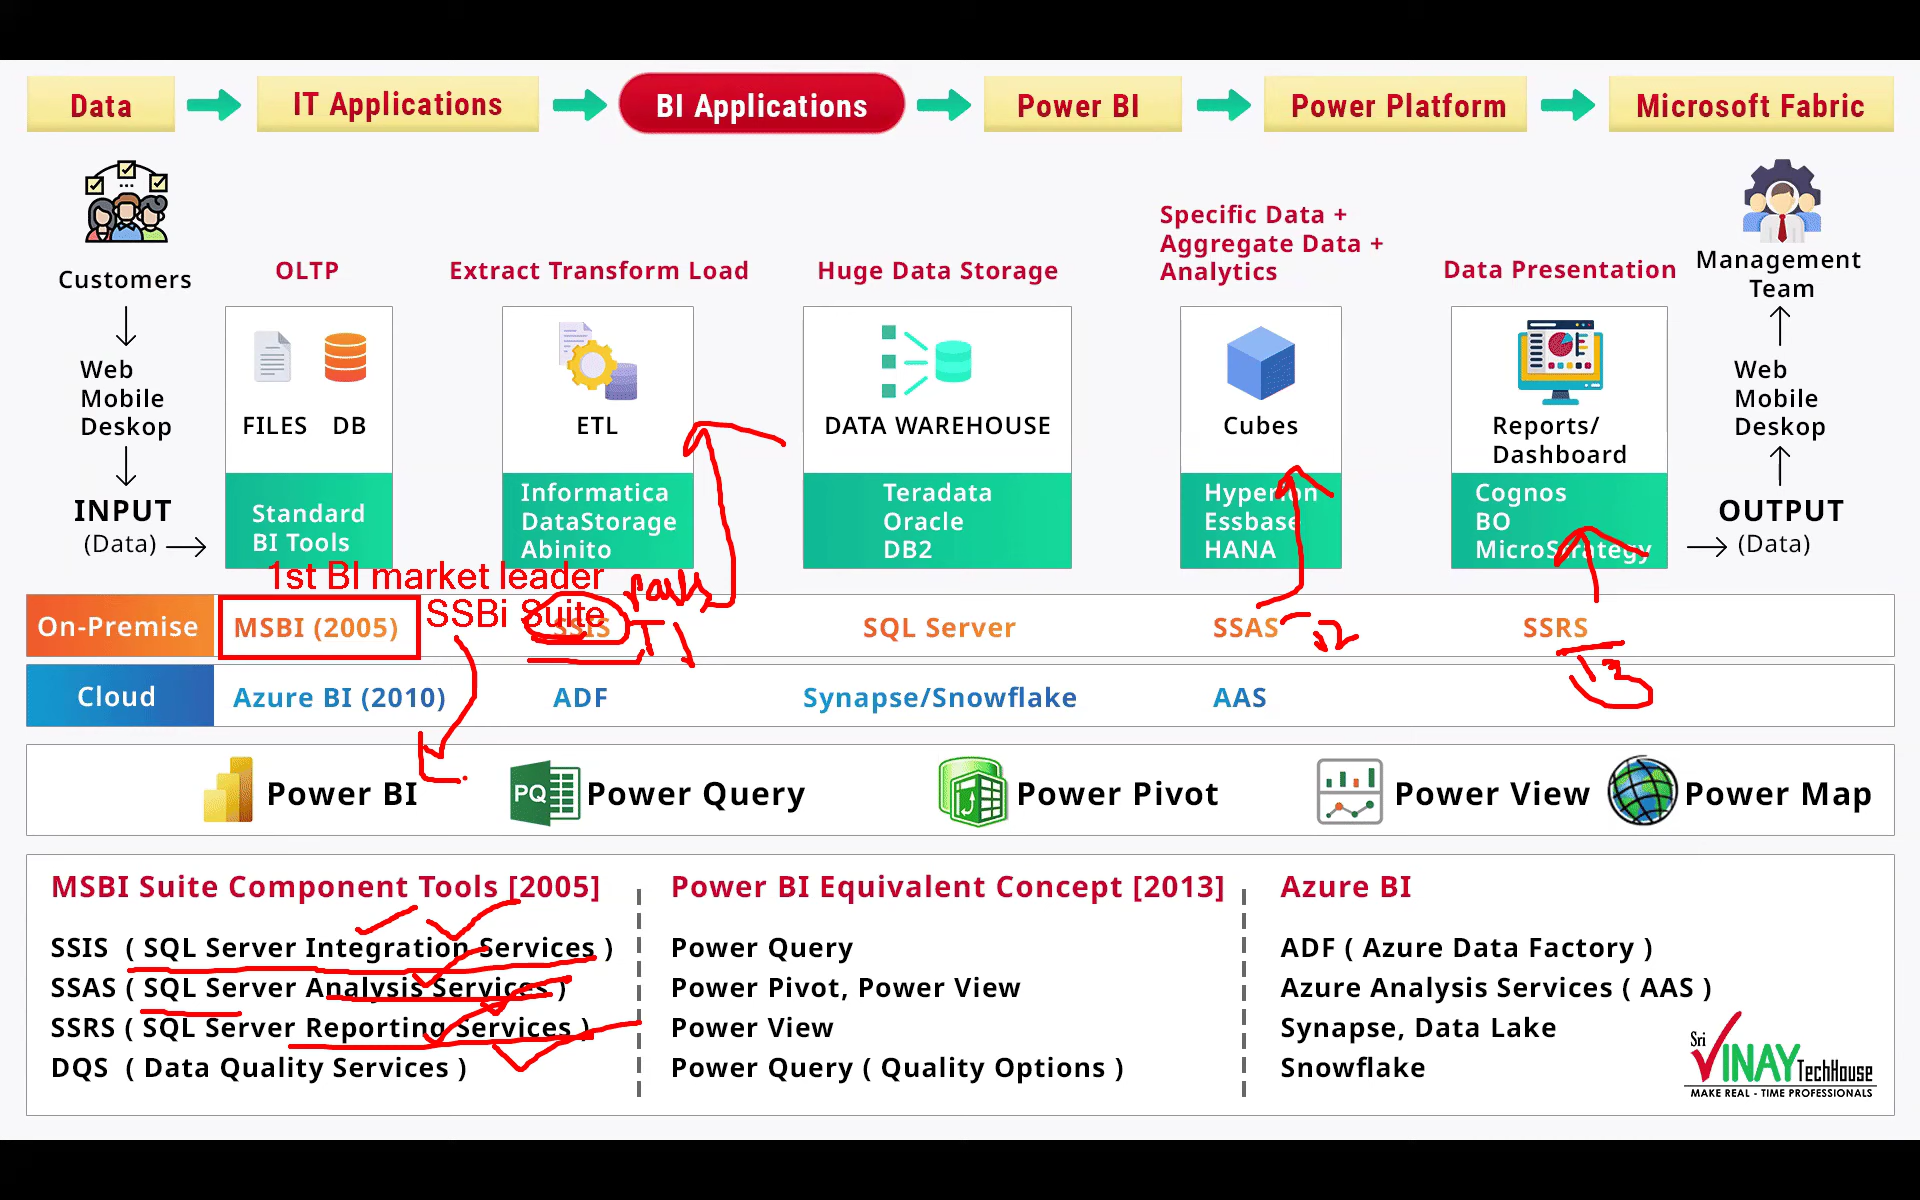 Data
IT Applications
BI Applications
Power BI
Power Platform
Microsoft Fabric
Customers
Web
Mobile
Deskop
INPUT
(Data)
OLTP
FILES DB
Standard
BI Tools
Extract Transform Load
ETL
Informatica
DataStorage
Abinito
Huge Data Storage
DATA WAREHOUSE
Teradata
Oracle
DB2
Specific Data +
Aggregate Data +
Analytics
Cubes
Hyperion
Essbase
HANA
Data Presentation
Reports/
Dashboard
Cognos
BO
MicroStrategy
Management
Team
Web
Mobile
Deskop
OUTPUT
(Data)
1st BI market leader
SSBi Suite
On-Premise
MSBI (2005)
SSIS
SQL Server
SSAS
SSRS
Cloud
Azure BI (2010)
ADF
Synapse/Snowflake
AAS
Power BI
PQ
Power Query
Power Pivot
Power View
Power Map
MSBI Suite Component Tools [2005]
SSIS ( SQL Server Integration Services )
SSAS ( SQL Server Analysis Services )
SSRS ( SQL Server Reporting Services )
DQS ( Data Quality Services )
Power BI Equivalent Concept [2013]
Power Query
Power Pivot, Power View
Power View
Power Query ( Quality Options )
Azure BI
ADF ( Azure Data Factory )
Azure Analysis Services ( AAS )
Synapse, Data Lake
Snowflake
Sri
VINAY TechHouse
MAKE REAL - TIME PROFESSIONALS